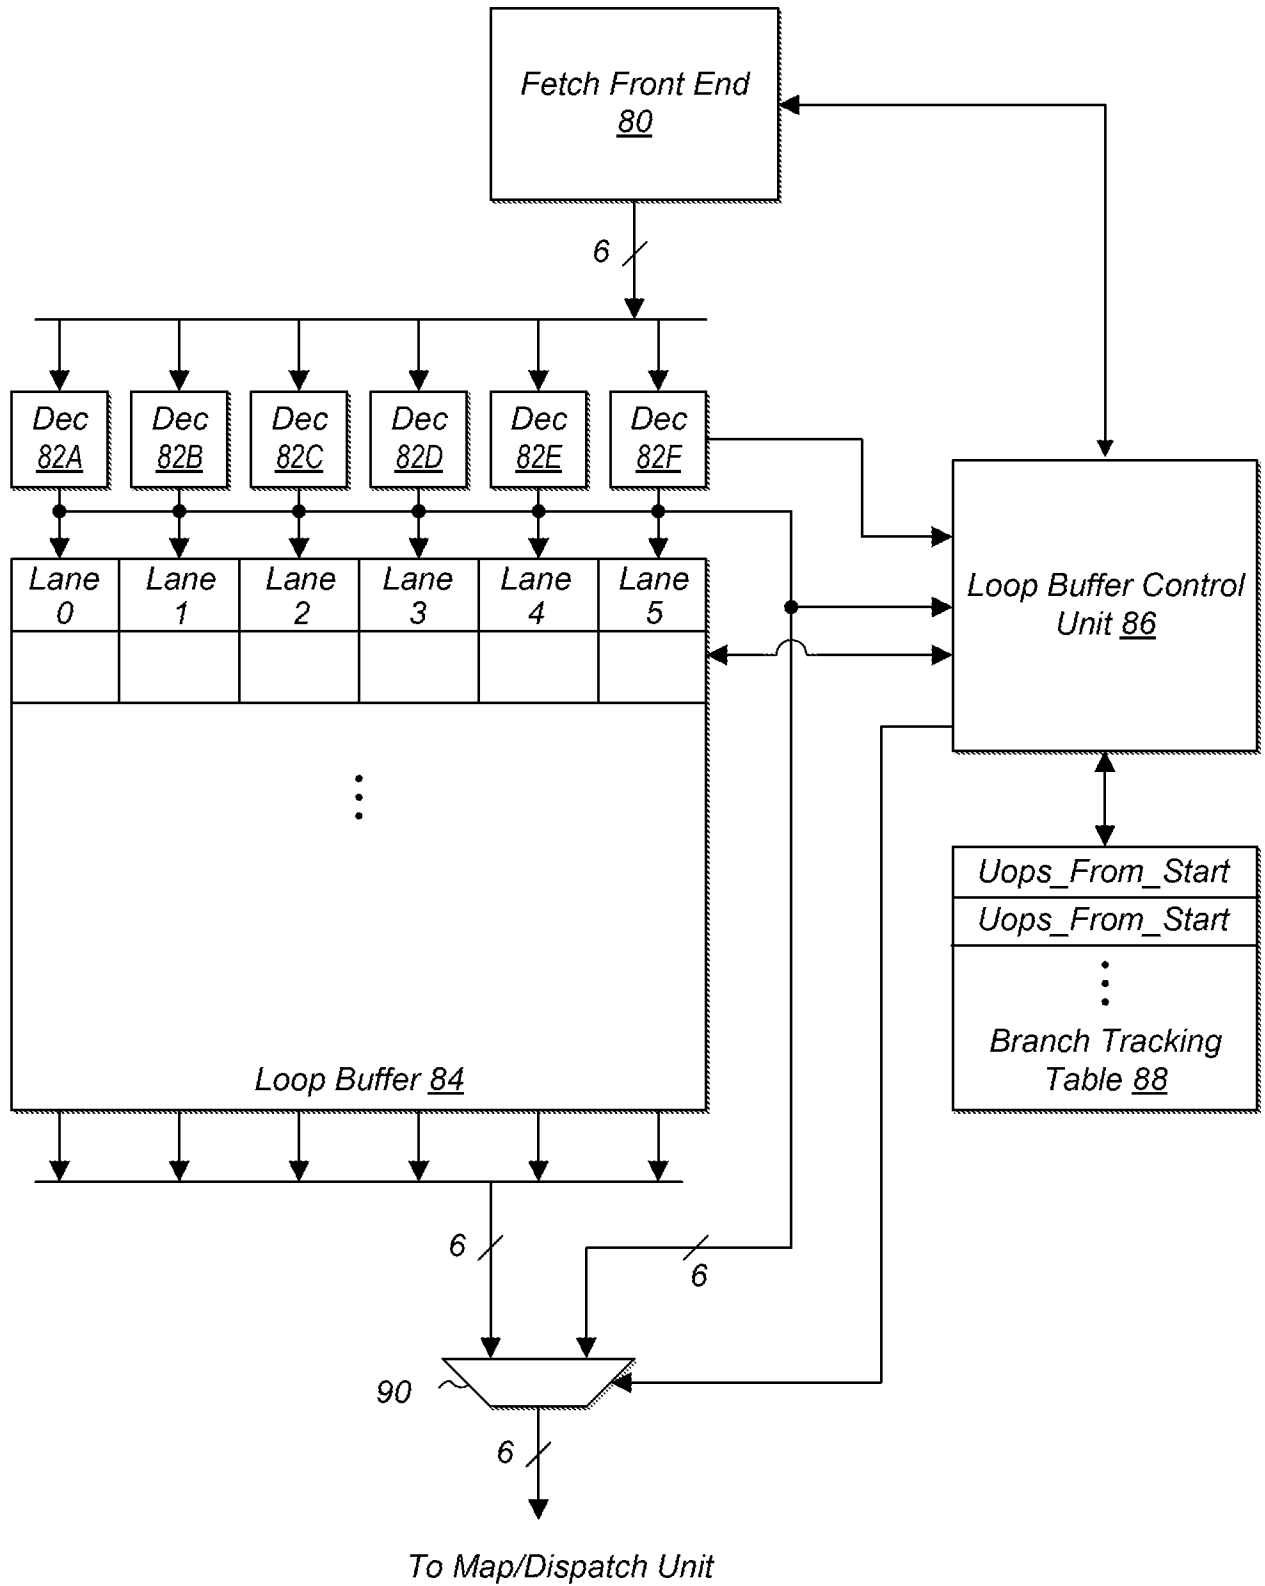 Fetch Front End
80
6
Dec Dec Dec Dec Dec Dec
82A 82B 82C 82D 82E 82F
Lane Lane Lane Lane Lane Lane
0 1 2 3 4 5
Loop Buffer Control
Unit 86
Uops_From_Start
Uops_From_Start
Branch Tracking
Table 88
Loop Buffer 84
6
6
90
6
To Map/Dispatch Unit